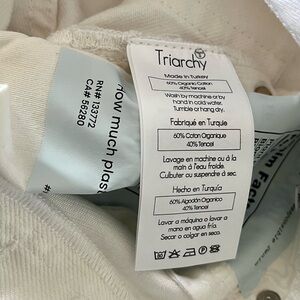 Triarchy
Made in Turkey
60% Organic Cotton
40% Tencel
Wash by machine or by
hand in cold water.
Tumble or hang dry.
Fabriqué en Turquie
60% Coton Organique
40% Tencel
Lavage en machine ou à la
main à l'eau froide.
Culbuter ou suspendre à sec.
Hecho en Turquía
60% Algodón Organico
40% Tencel
Lavar a máquina o lavar a
mano en agua fría
Secar o colgar en seco.
RN# 133772
CA# 56280
how much plas